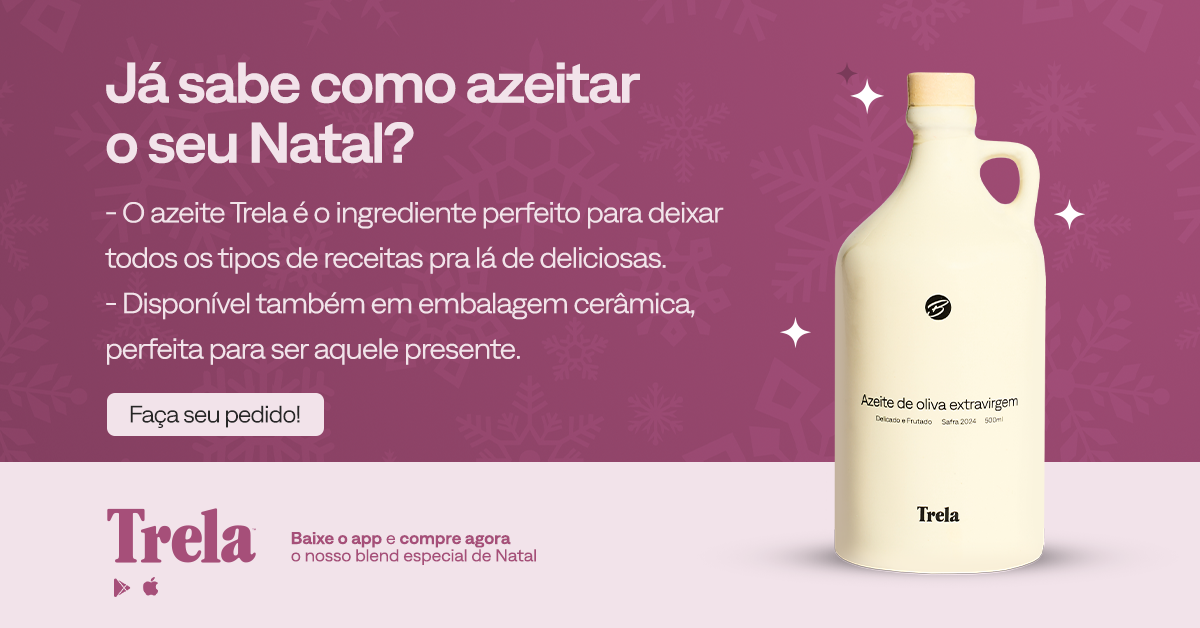 Já sabe como azeitar
o seu Natal?
- O azeite Trela é o ingrediente perfeito para deixar
todos os tipos de receitas pra lá de deliciosas.
- Disponível também em embalagem cerâmica,
perfeita para ser aquele presente.
Faça seu pedido!
Azeite de oliva extravirgem
Delicado e Frutado Safra 2024 500ml
Trela
Trela™
Baixe o app e compre agora
o nosso blend especial de Natal